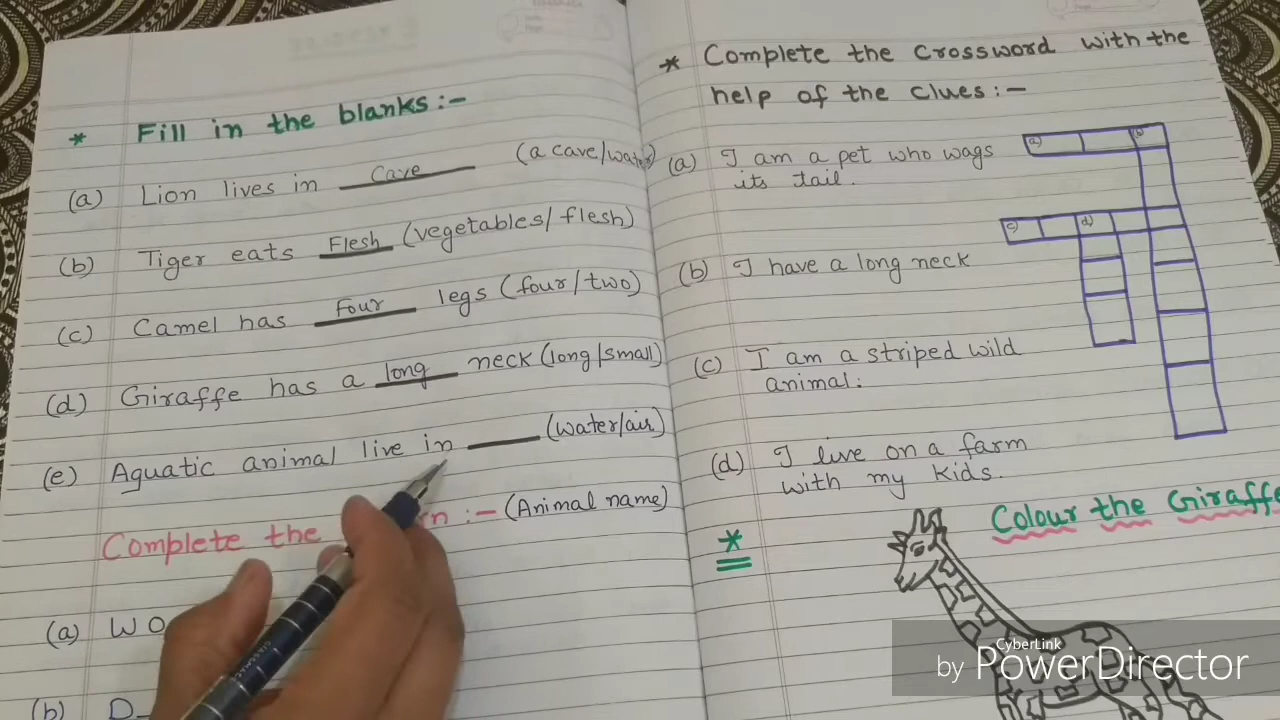 * Fill in the blanks:-
(a) Lion lives in Cave (a cave/water)
(b) Tiger eats Flesh (vegetables/flesh)
(c) Camel has Four legs (four/two)
(d) Giraffe has a long neck (long/small)
(e) Aquatic animal live in ____ (water/air)
Complete the :- (Animal name)
(a) W O
(b) D
* Complete the crossword with the
help of the clues:-
(a) I am a pet who wags
its tail.
(b) I have a long neck
(c) I am a striped wild
animal.
(d) I live on a farm
with my kids.
a) b)
c) d)
* Colour the Giraffe
CyberLink
by PowerDirector